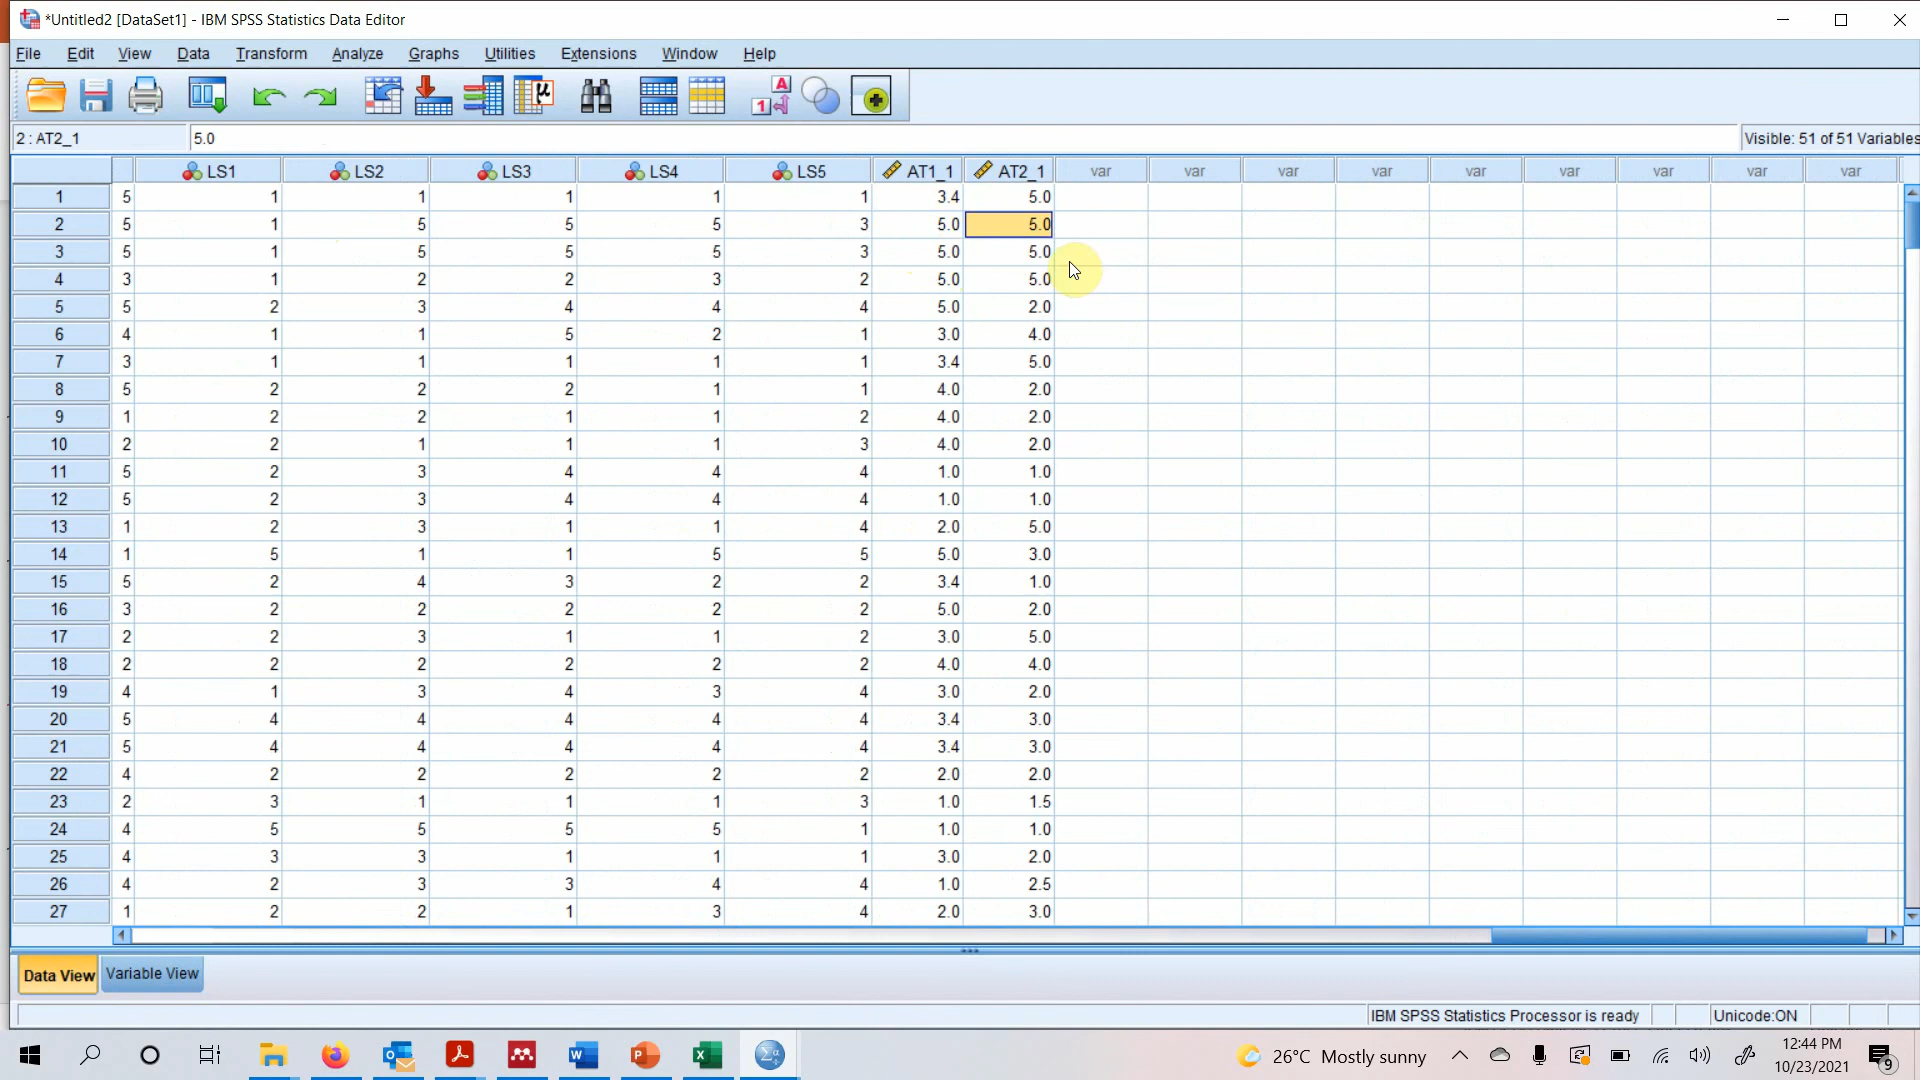 *Untitled2 [DataSet1] - IBM SPSS Statistics Data Editor
File Edit View Data Transform Analyze Graphs Utilities Extensions Window Help
2 : AT2_1 5.0 Visible: 51 of 51 Variables
LS1 LS2 LS3 LS4 LS5 AT1_1 AT2_1 var var var var var var var var var
1 5 1 1 1 1 1 3.4 5.0
2 5 1 5 5 5 3 5.0 5.0
3 5 1 5 5 5 3 5.0 5.0
4 3 1 2 2 3 2 5.0 5.0
5 5 2 3 4 4 4 5.0 2.0
6 4 1 1 5 2 1 3.0 4.0
7 3 1 1 1 1 1 3.4 5.0
8 5 2 2 2 1 1 4.0 2.0
9 1 2 2 1 1 2 4.0 2.0
10 2 2 1 1 1 3 4.0 2.0
11 5 2 3 4 4 4 1.0 1.0
12 5 2 3 4 4 4 1.0 1.0
13 1 2 3 1 1 4 2.0 5.0
14 1 5 1 1 5 5 5.0 3.0
15 5 2 4 3 2 2 3.4 1.0
16 3 2 2 2 2 2 5.0 2.0
17 2 2 3 1 1 2 3.0 5.0
18 2 2 2 2 2 2 4.0 4.0
19 4 1 3 4 3 4 3.0 2.0
20 5 4 4 4 4 4 3.4 3.0
21 5 4 4 4 4 4 3.4 3.0
22 4 2 2 2 2 2 2.0 2.0
23 2 3 1 1 1 3 1.0 1.5
24 4 5 5 5 5 1 1.0 1.0
25 4 3 3 1 1 1 3.0 2.0
26 4 2 3 3 4 4 1.0 2.5
27 1 2 2 1 3 4 2.0 3.0
Data View Variable View
IBM SPSS Statistics Processor is ready Unicode:ON
26°C Mostly sunny 12:44 PM
10/23/2021 9